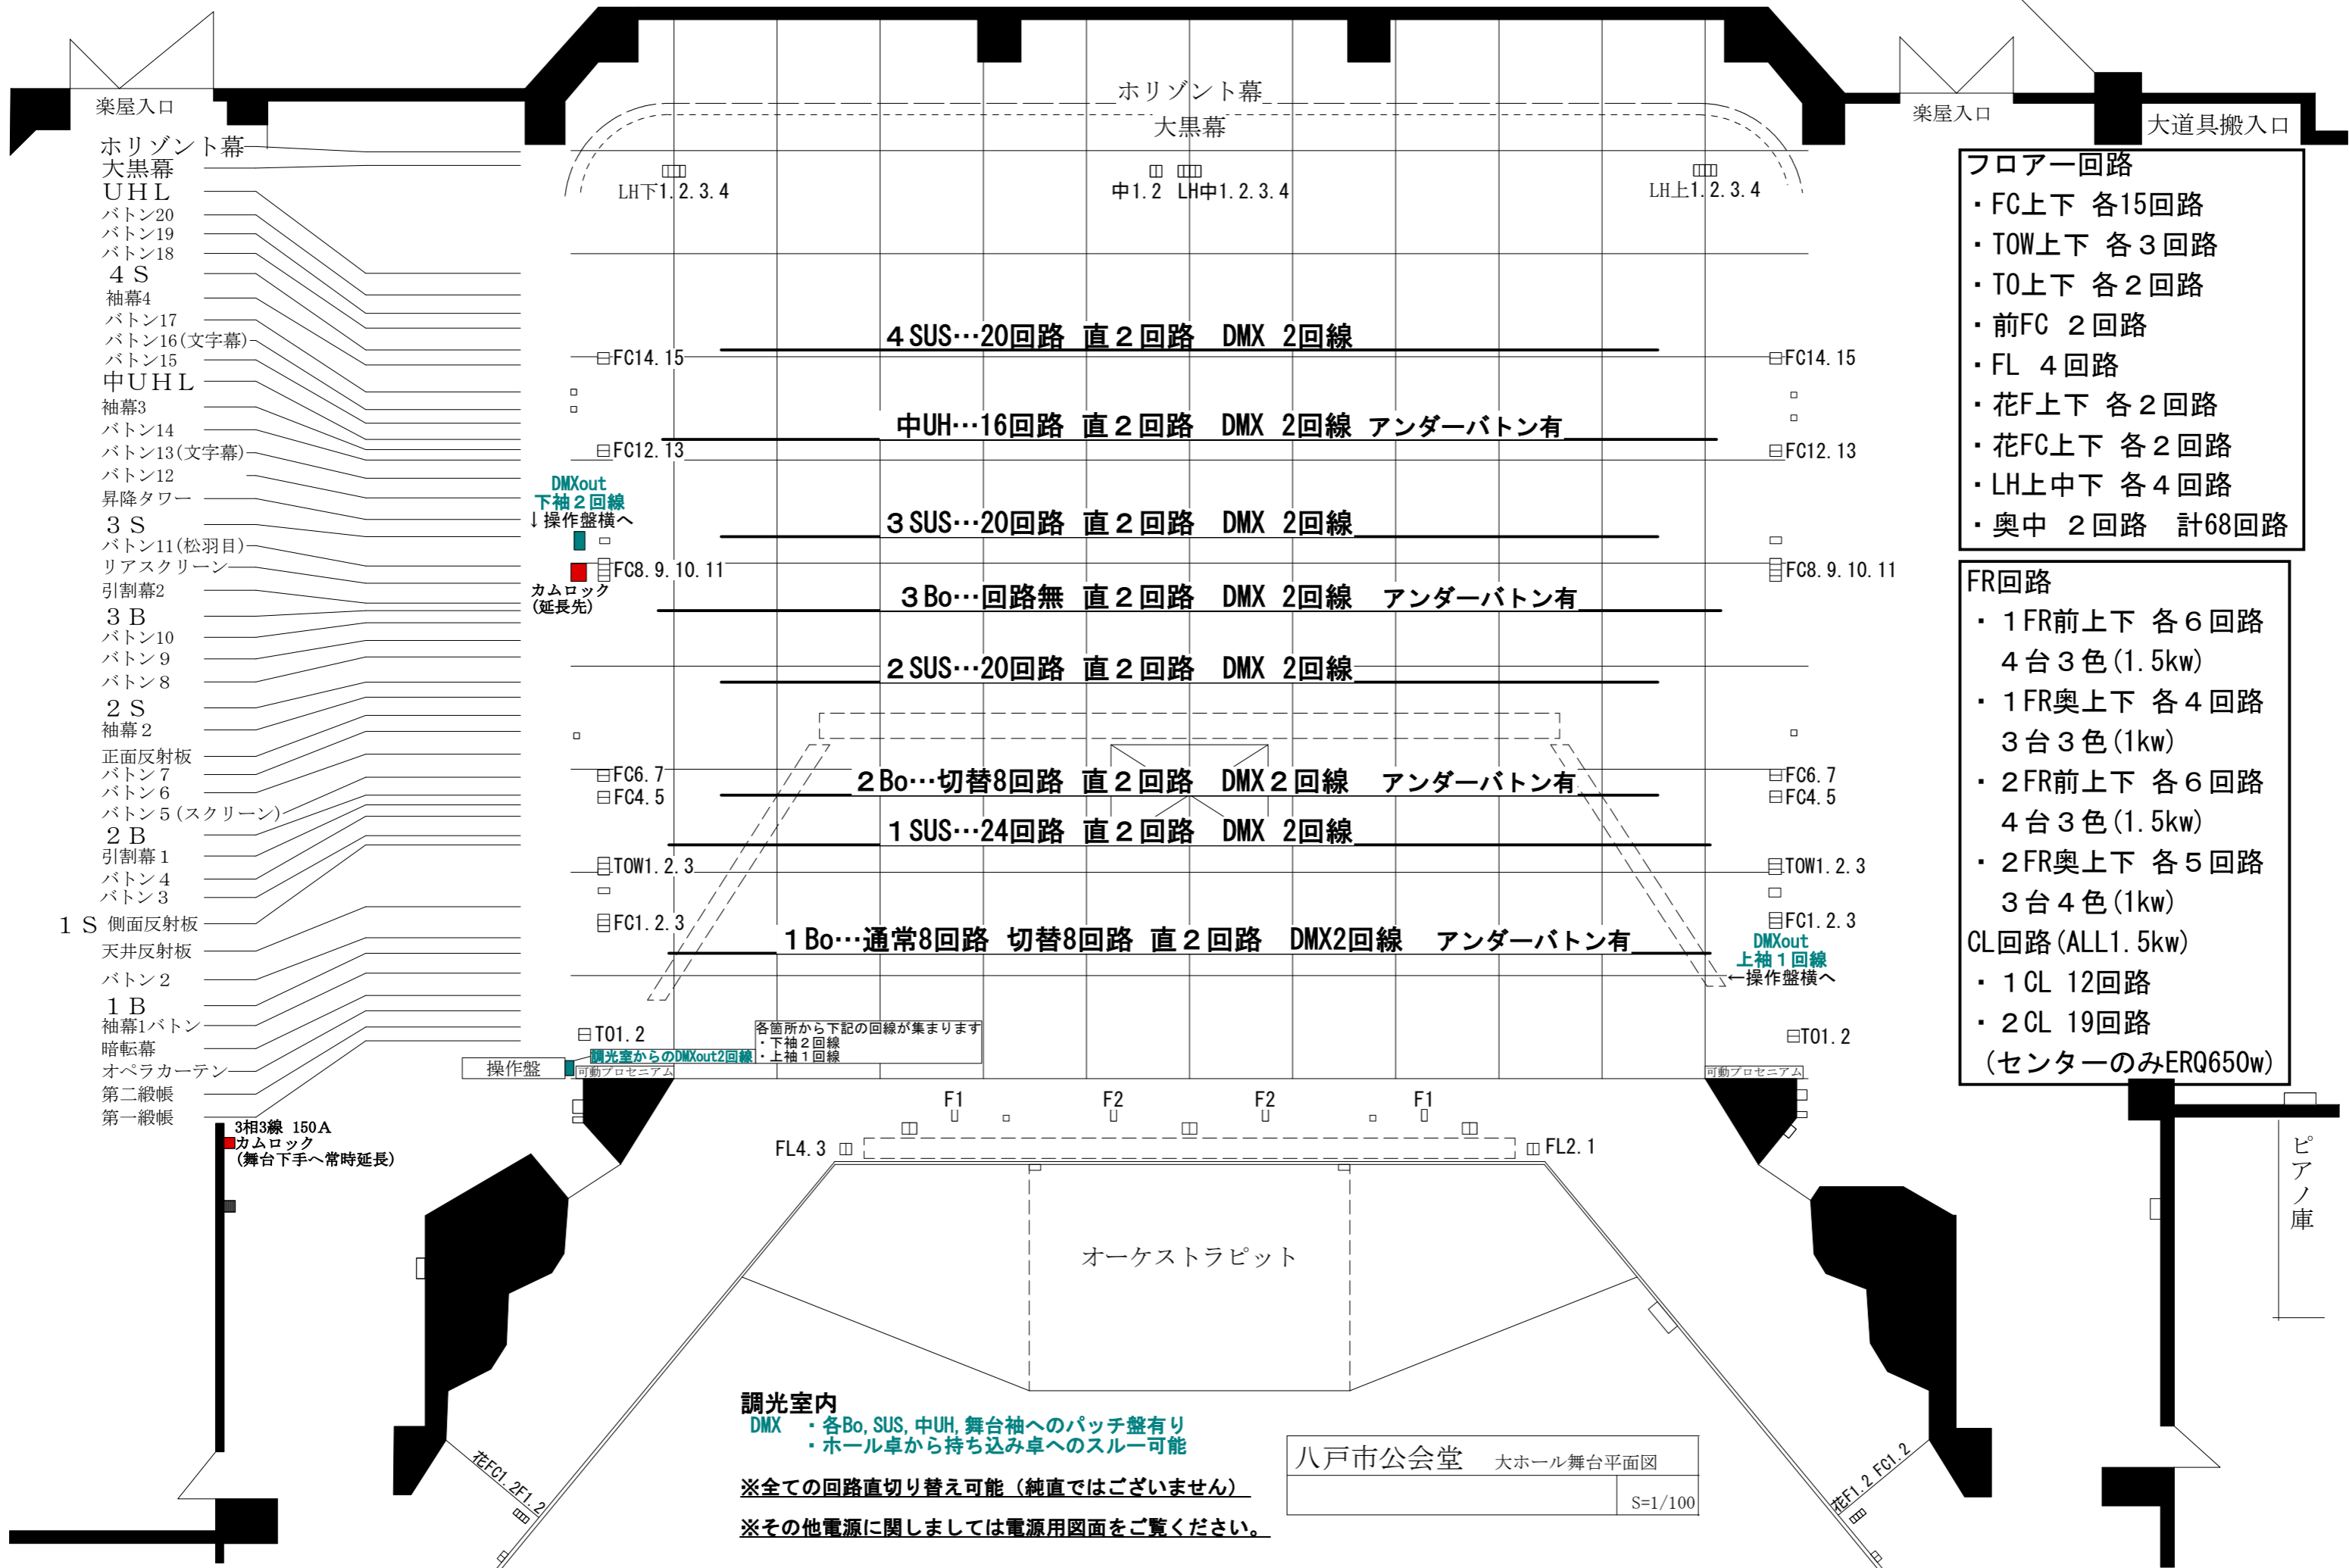 楽屋入口
ホリゾント幕
大黒幕
UHL
バトン20
バトン19
バトン18
4 S
袖幕4
バトン17
バトン16(文字幕)
バトン15
中UHL
袖幕3
バトン14
バトン13(文字幕)
バトン12
昇降タワー
3 S
バトン11(松羽目)
リアスクリーン
引割幕2
3 B
バトン10
バトン9
バトン8
2 S
袖幕2
正面反射板
バトン7
バトン6
バトン5(スクリーン)
2 B
引割幕1
バトン4
バトン3
1 S 側面反射板
天井反射板
バトン2
1 B
袖幕1バトン
暗転幕
オペラカーテン
第二緞帳
第一緞帳
3相3線 150A
カムロック
(舞台下手へ常時延長)
ホリゾント幕
大黒幕
LH下1.2.3.4
中1.2 LH中1.2.3.4
LH上1.2.3.4
4SUS…20回路 直2回路 DMX 2回線
FC14.15
FC14.15
中UH…16回路 直2回路 DMX 2回線 アンダーバトン有
FC12.13
FC12.13
DMXout
下袖2回線
↓操作盤横へ
3SUS…20回路 直2回路 DMX 2回線
FC8.9.10.11
FC8.9.10.11
カムロック
(延長先)
3Bo…回路無 直2回路 DMX 2回線 アンダーバトン有
2SUS…20回路 直2回路 DMX 2回線
FC6.7
2Bo…切替8回路 直2回路 DMX2回線 アンダーバトン有
FC6.7
FC4.5
FC4.5
1SUS…24回路 直2回路 DMX 2回線
TOW1.2.3
TOW1.2.3
FC1.2.3
FC1.2.3
1Bo…通常8回路 切替8回路 直2回路 DMX2回線 アンダーバトン有
DMXout
上袖1回線
←操作盤横へ
TO1.2
TO1.2
各箇所から下記の回線が集まります
・下袖2回線
・上袖1回線
調光室からのDMXout2回線
操作盤
可動プロセニアム
可動プロセニアム
F1
F2
F2
F1
FL4.3
FL2.1
オーケストラピット
花FC1.2F1.2
花F1.2 FC1.2
楽屋入口
大道具搬入口
フロアー回路
・FC上下 各15回路
・TOW上下 各3回路
・TO上下 各2回路
・前FC 2回路
・FL 4回路
・花F上下 各2回路
・花FC上下 各2回路
・LH上中下 各4回路
・奥中 2回路 計68回路
FR回路
・1FR前上下 各6回路
4台3色(1.5kw)
・1FR奥上下 各4回路
3台3色(1kw)
・2FR前上下 各6回路
4台3色(1.5kw)
・2FR奥上下 各5回路
3台4色(1kw)
CL回路(ALL1.5kw)
・1CL 12回路
・2CL 19回路
(センターのみERQ650w)
ピアノ庫
調光室内
DMX ・各Bo,SUS,中UH,舞台袖へのパッチ盤有り
・ホール卓から持ち込み卓へのスルー可能
※全ての回路直切り替え可能（純直ではございません）
※その他電源に関しましては電源用図面をご覧ください。
八戸市公会堂 大ホール舞台平面図
S=1/100